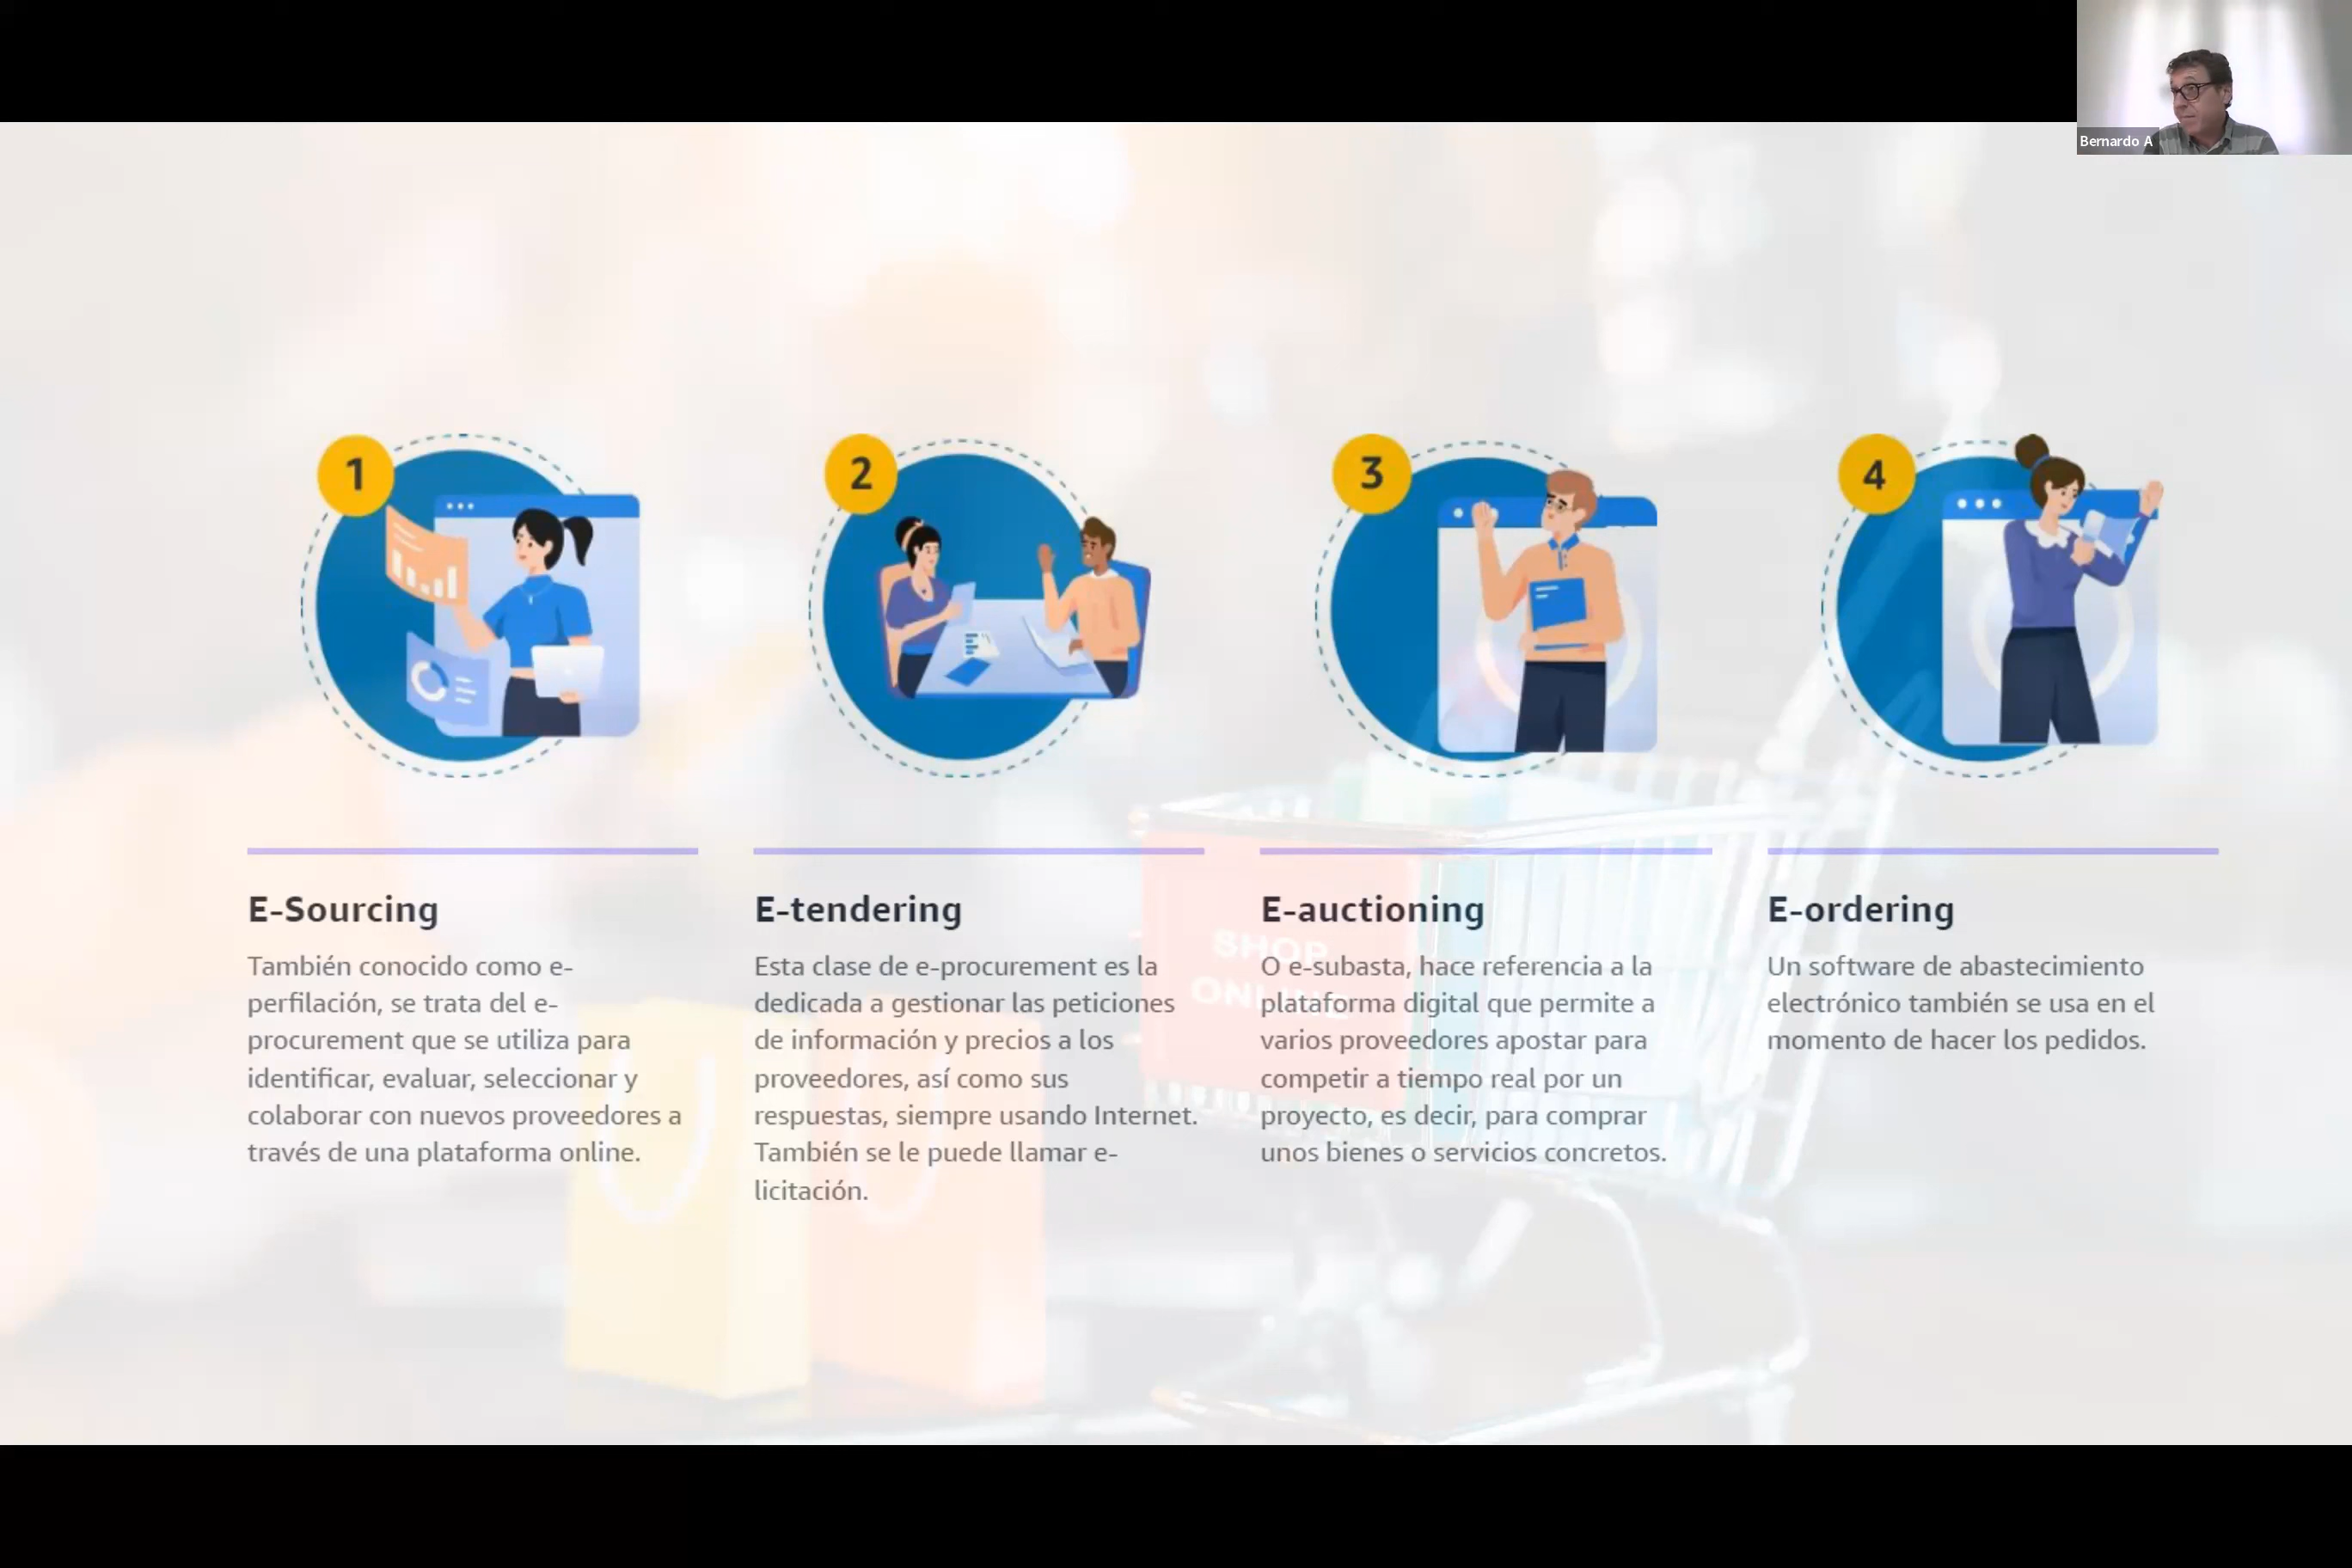 Bernardo A
1
2
3
4
E-Sourcing
También conocido como e-
perfilación, se trata del e-
procurement que se utiliza para
identificar, evaluar, seleccionar y
colaborar con nuevos proveedores a
través de una plataforma online.
E-tendering
Esta clase de e-procurement es la
dedicada a gestionar las peticiones
de información y precios a los
proveedores, así como sus
respuestas, siempre usando Internet.
También se le puede llamar e-
licitación.
E-auctioning
O e-subasta, hace referencia a la
plataforma digital que permite a
varios proveedores apostar para
competir a tiempo real por un
proyecto, es decir, para comprar
unos bienes o servicios concretos.
SHOP
ONLINE
E-ordering
Un software de abastecimiento
electrónico también se usa en el
momento de hacer los pedidos.